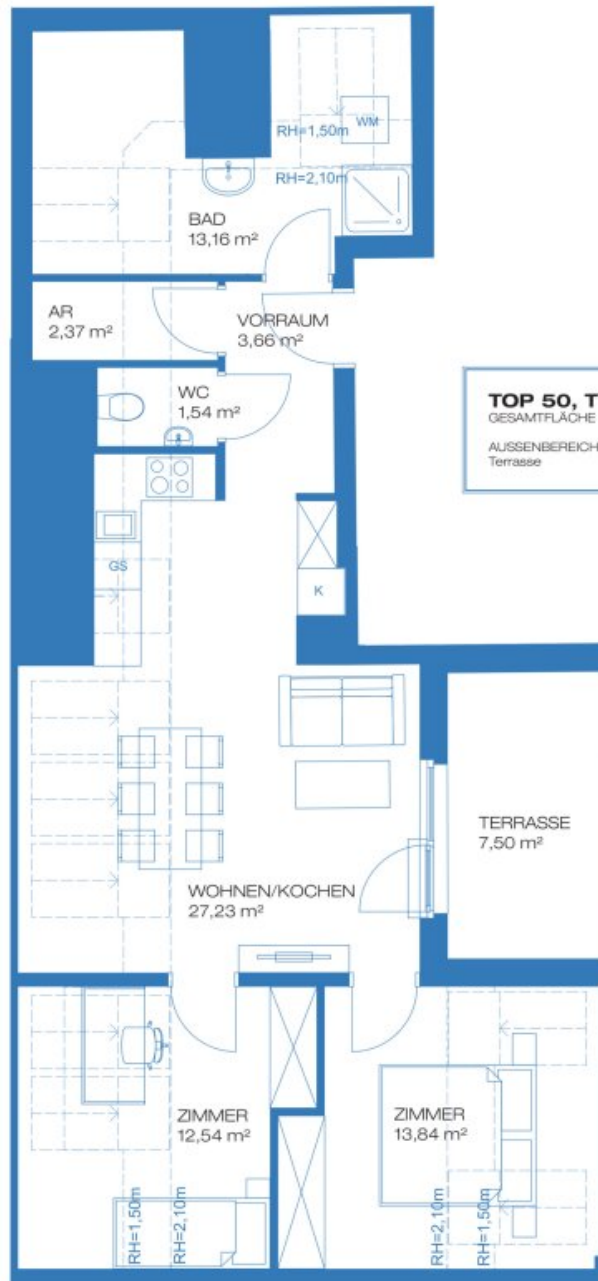 WM
RH=1,50m
RH=2,10m
BAD
13,16 m²
AR
2,37 m²
VORRAUM
3,66 m²
WC
1,54 m²
TOP 50, T
GESAMTFLÄCHE
AUSSENBEREICH
Terrasse
GS
K
TERRASSE
7,50 m²
WOHNEN/KOCHEN
27,23 m²
ZIMMER
12,54 m²
ZIMMER
13,84 m²
RH=1,50m
RH=2,10m
RH=2,10m
RH=1,50m